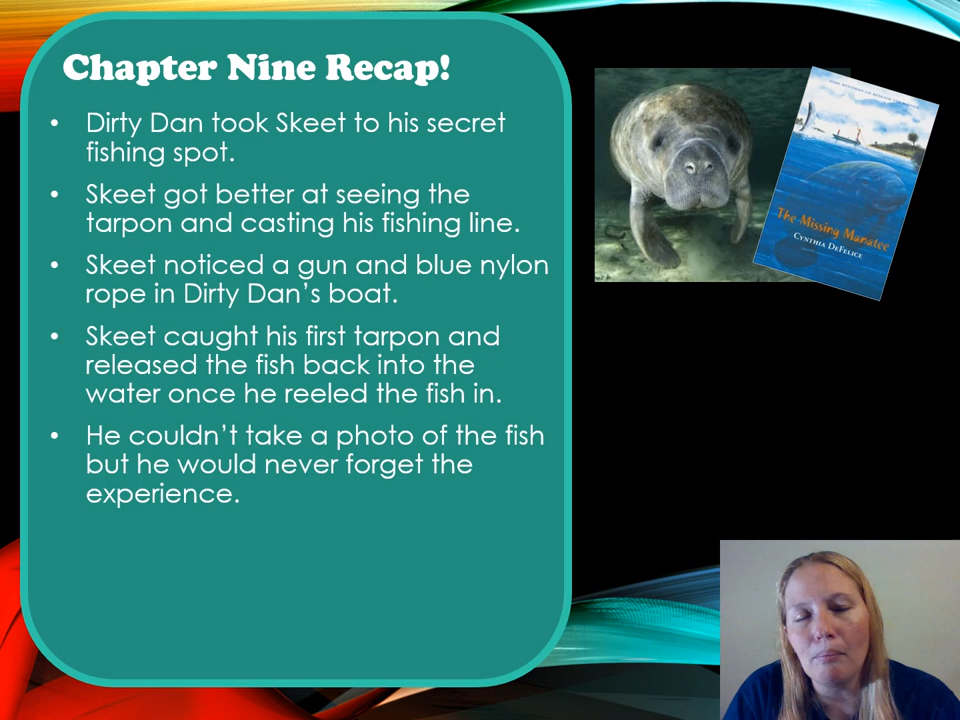 Chapter Nine Recap!
• Dirty Dan took Skeet to his secret
fishing spot.
• Skeet got better at seeing the
tarpon and casting his fishing line.
• Skeet noticed a gun and blue nylon
rope in Dirty Dan’s boat.
• Skeet caught his first tarpon and
released the fish back into the
water once he reeled the fish in.
• He couldn’t take a photo of the fish
but he would never forget the
experience.
The Missing Manatee
Cynthia DeFelice